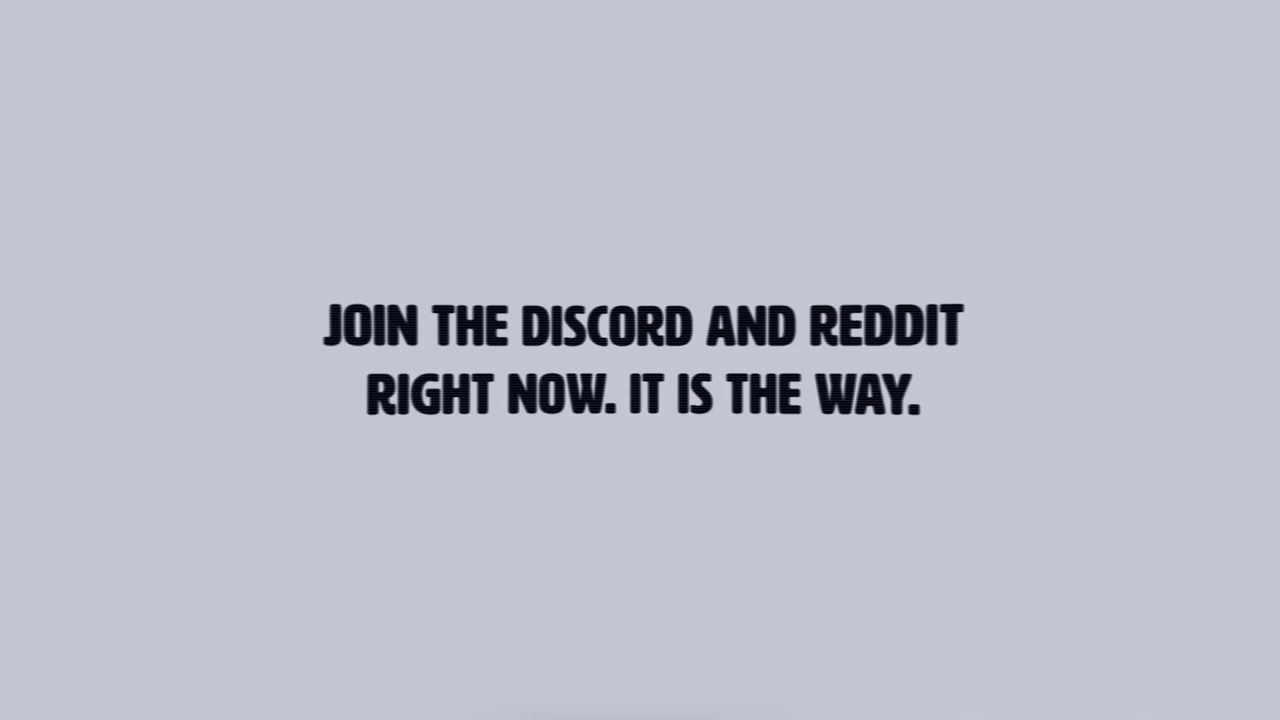 JOIN THE DISCORD AND REDDIT
RIGHT NOW. IT IS THE WAY.